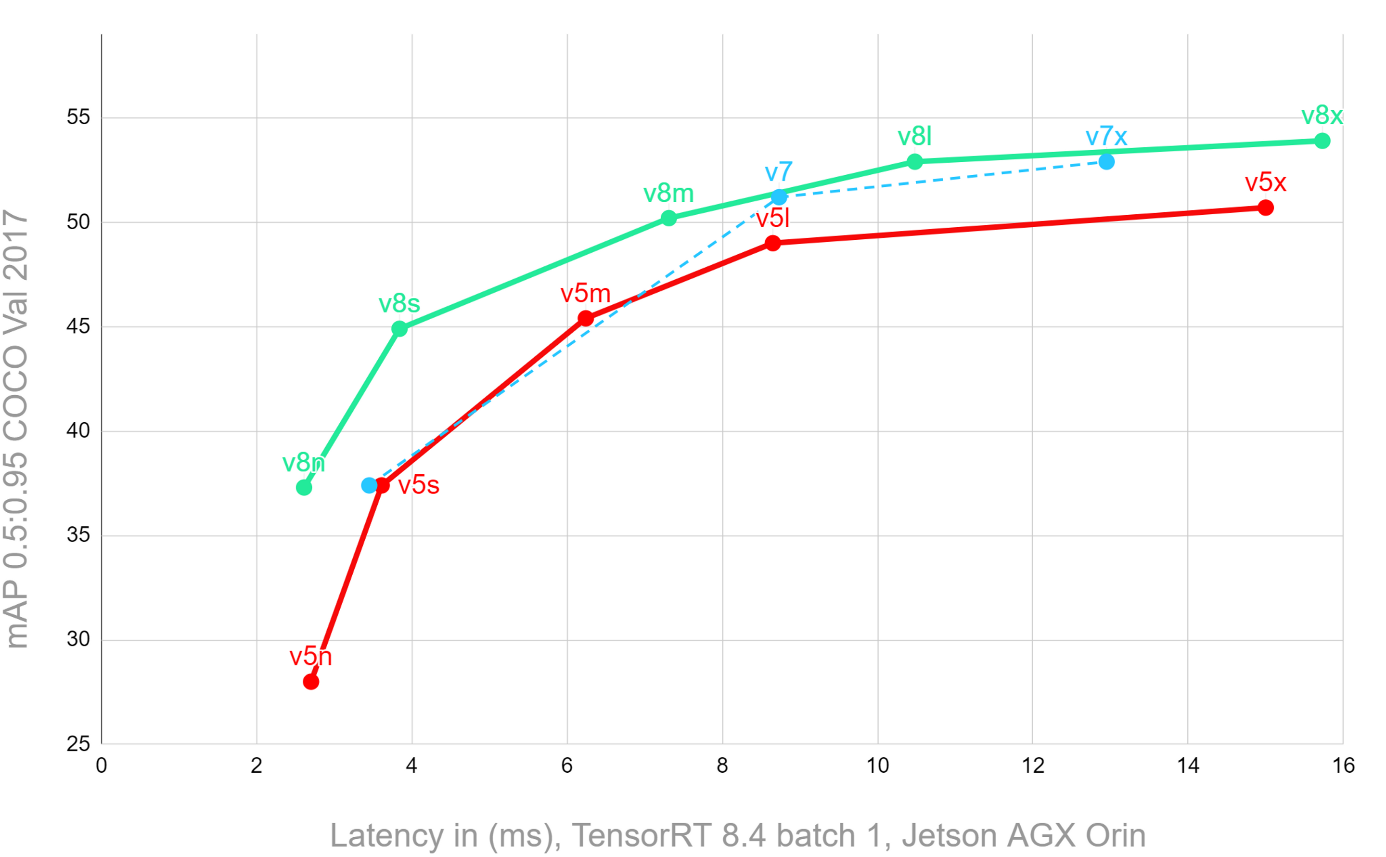 mAP 0.5:0.95 COCO Val 2017
55
50
45
40
35
30
25
v8x
v8l
v7x
v7
v8m
v5x
v5l
v8s
v5m
v8n
v5s
v5n
0 2 4 6 8 10 12 14 16
Latency in (ms), TensorRT 8.4 batch 1, Jetson AGX Orin